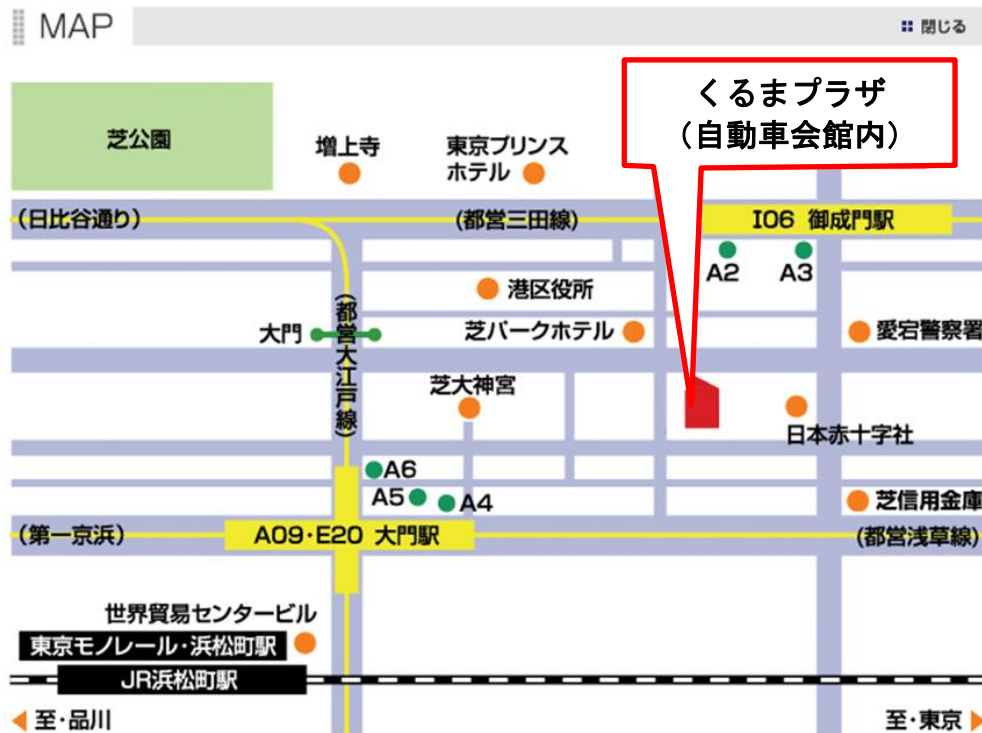 MAP
閉じる
くるまプラザ
(自動車会館内)
芝公園
増上寺
東京プリンス
ホテル
(日比谷通り)
(都営三田線)
I06 御成門駅
A2
A3
港区役所
大門
(都営大江戸線)
芝パークホテル
愛宕警察署
芝大神宮
日本赤十字社
A6
A5
A4
芝信用金庫
(第一京浜)
A09・E20 大門駅
(都営浅草線)
世界貿易センタービル
東京モノレール・浜松町駅
JR浜松町駅
至・品川
至・東京